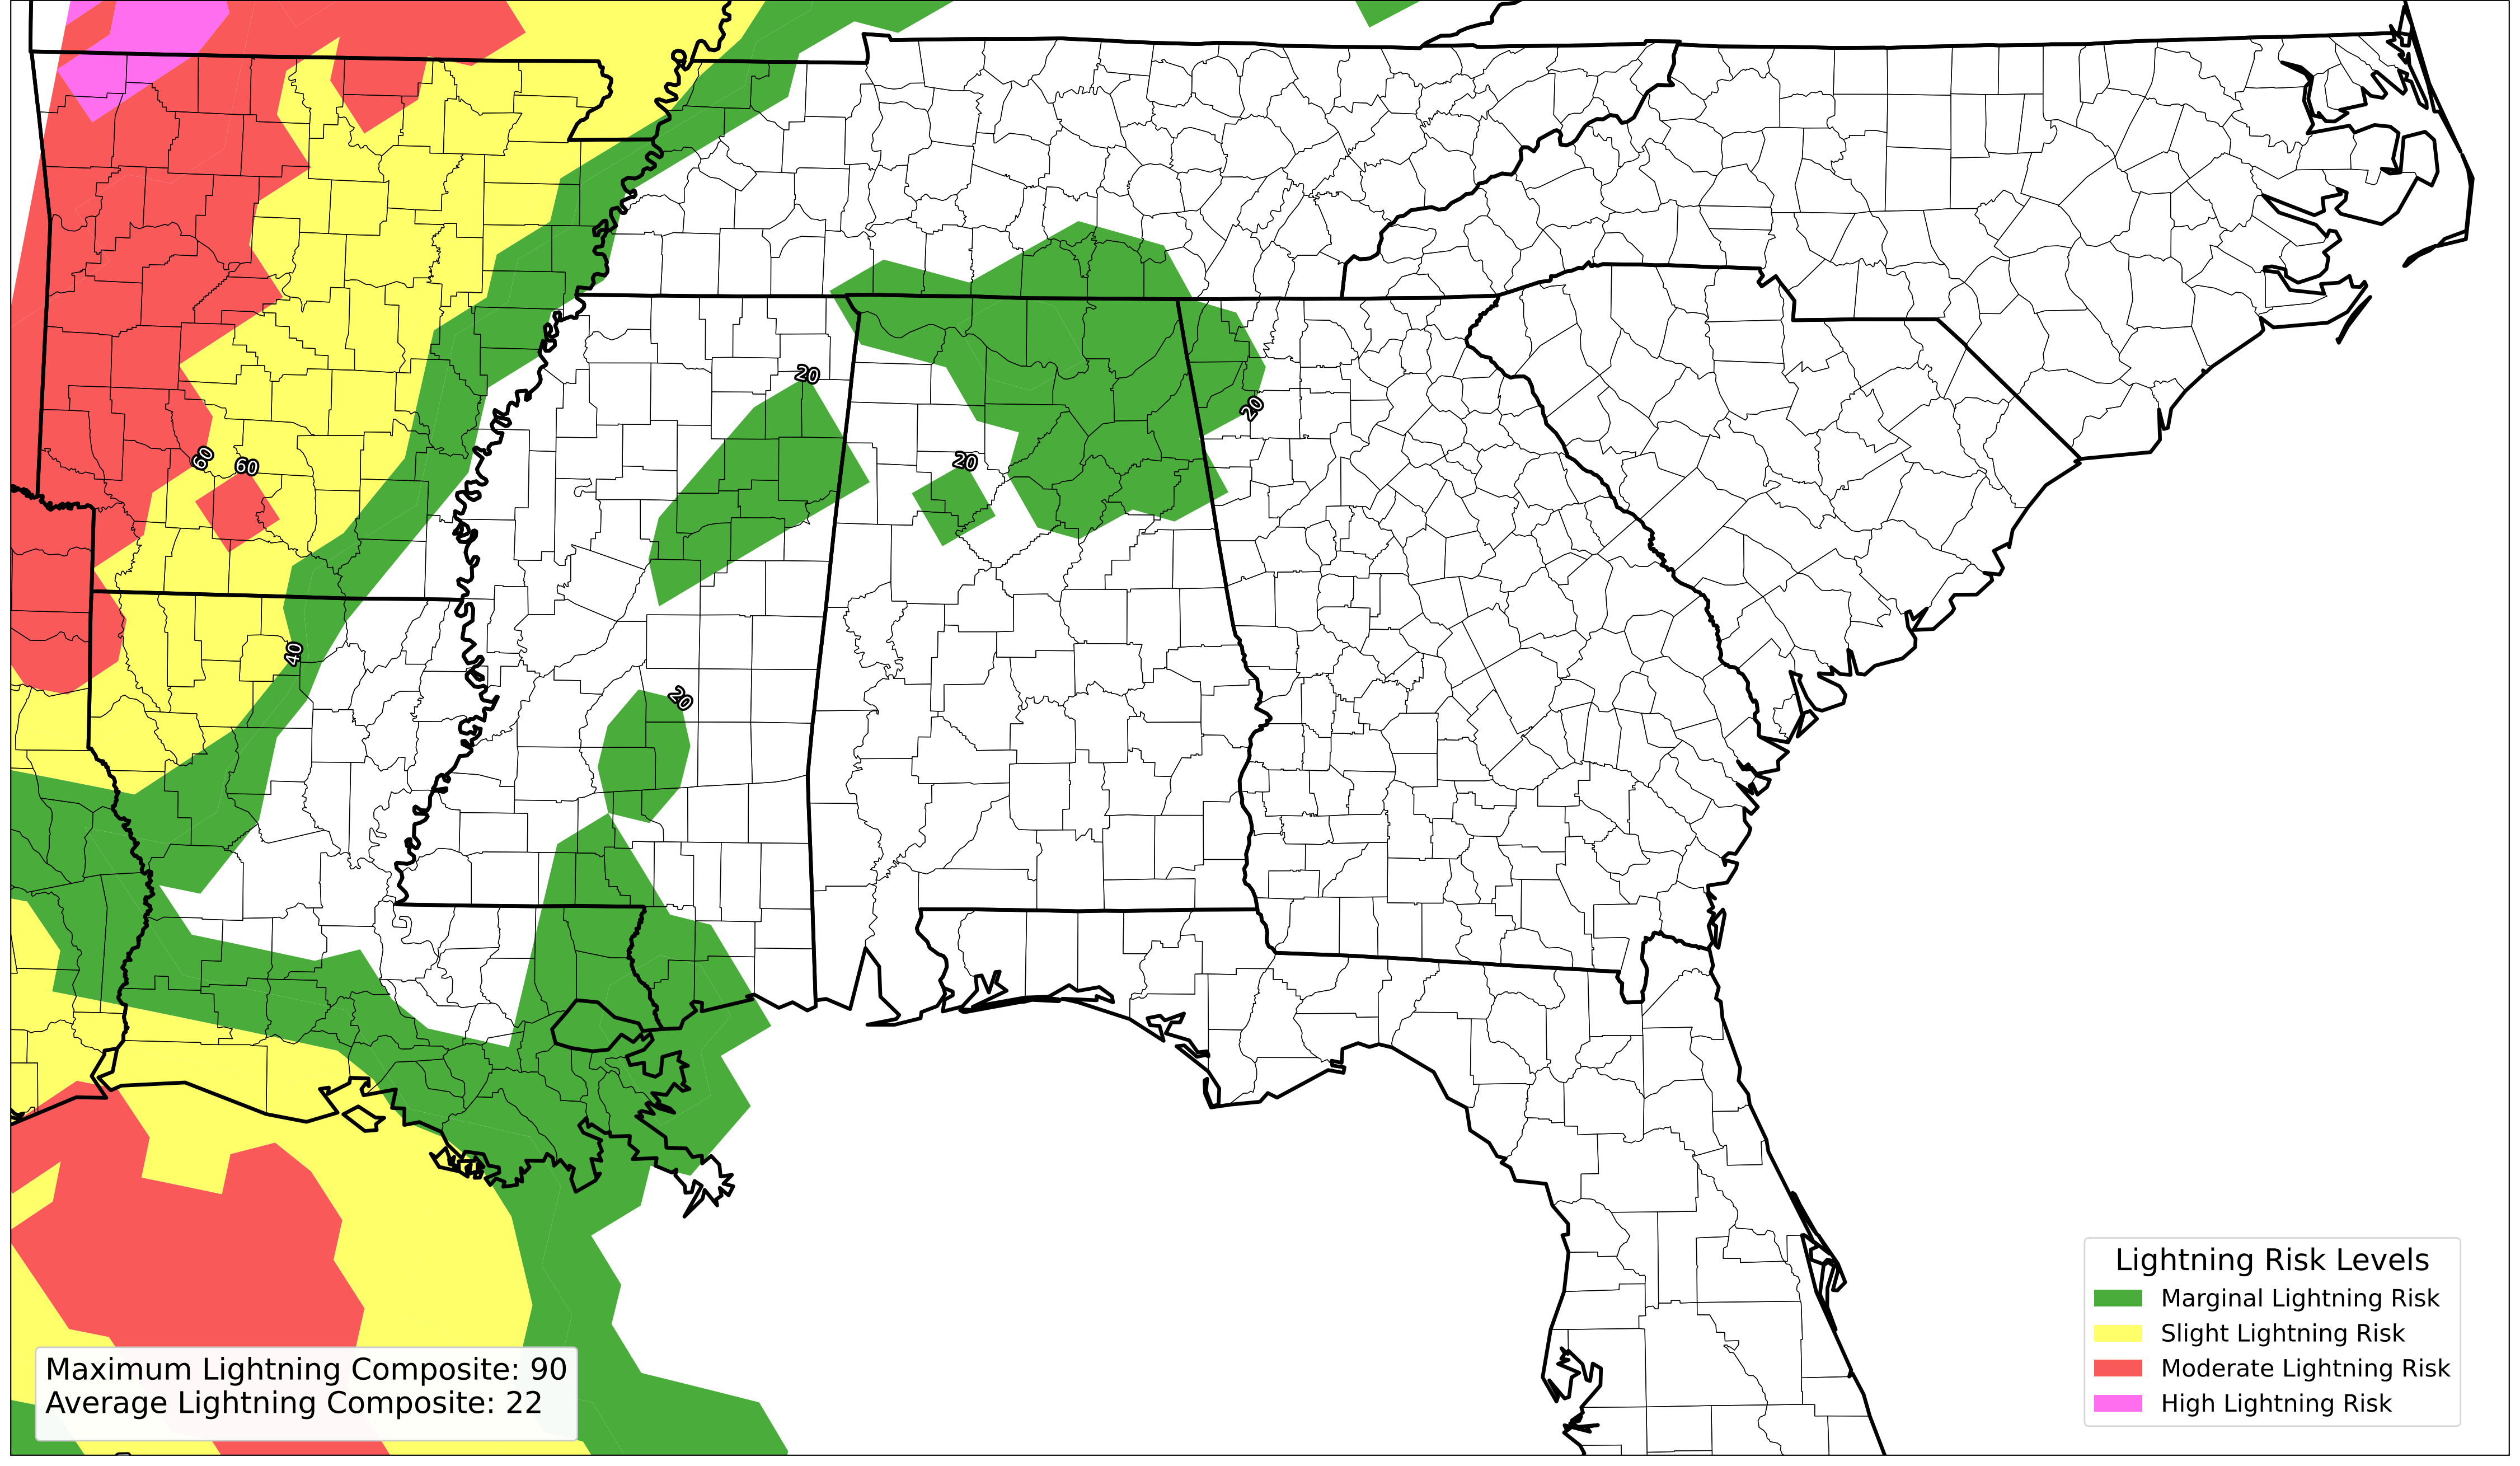 20
20
20
60
60
40
20
Lightning Risk Levels
Marginal Lightning Risk
Slight Lightning Risk
Moderate Lightning Risk
High Lightning Risk
Maximum Lightning Composite: 90
Average Lightning Composite: 22